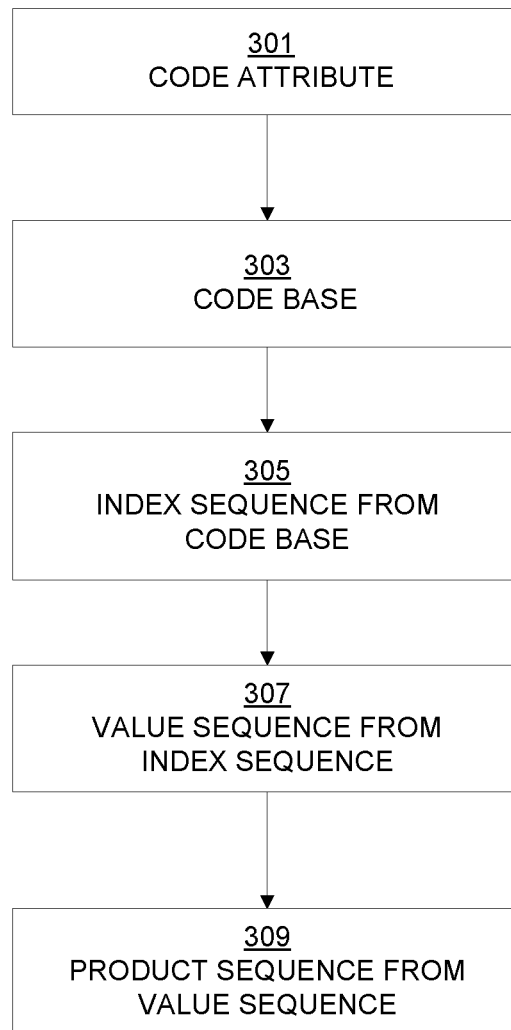 301
CODE ATTRIBUTE
303
CODE BASE
305
INDEX SEQUENCE FROM
CODE BASE
307
VALUE SEQUENCE FROM
INDEX SEQUENCE
309
PRODUCT SEQUENCE FROM
VALUE SEQUENCE